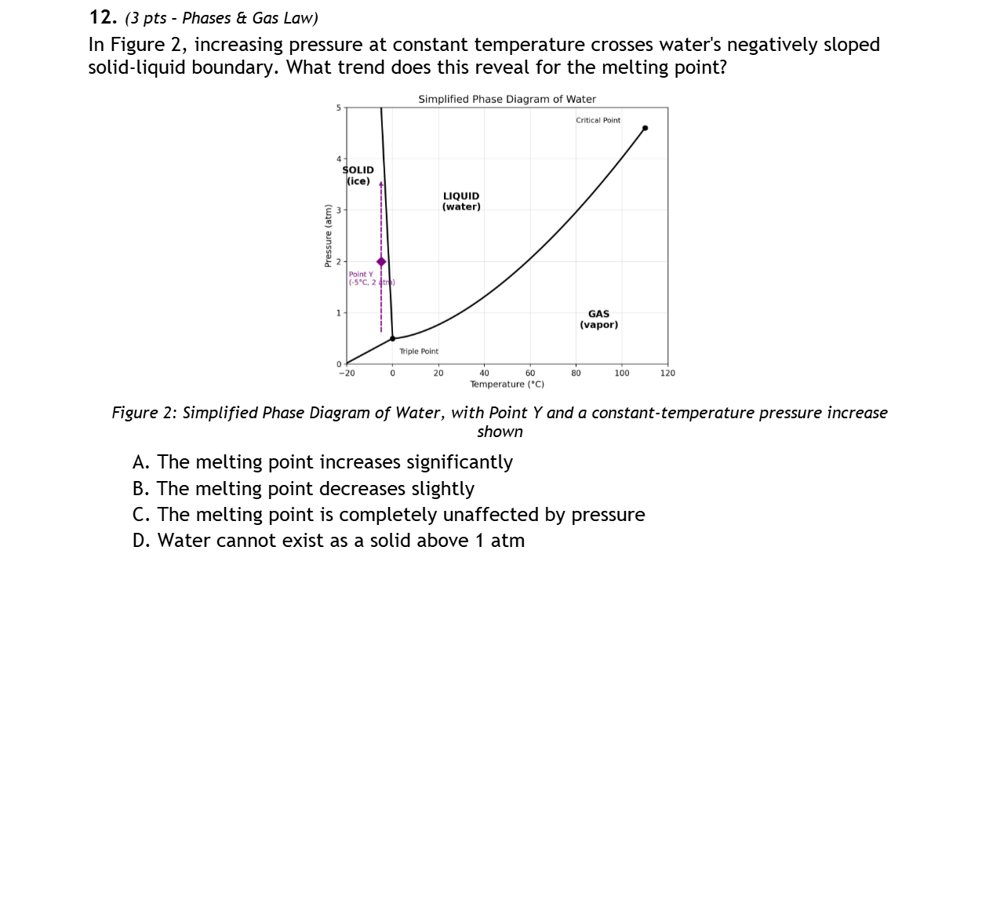 12. (3 pts - Phases & Gas Law)
In Figure 2, increasing pressure at constant temperature crosses water's negatively sloped
solid-liquid boundary. What trend does this reveal for the melting point?
Simplified Phase Diagram of Water
5
Critical Point
4
SOLID
(ice)
LIQUID
(water)
3
Pressure (atm)
2
Point Y
(-5°C, 2 atm)
1
GAS
(vapor)
Triple Point
0
−20 0 20 40 60 80 100 120
Temperature (°C)
Figure 2: Simplified Phase Diagram of Water, with Point Y and a constant-temperature pressure increase
shown
A. The melting point increases significantly
B. The melting point decreases slightly
C. The melting point is completely unaffected by pressure
D. Water cannot exist as a solid above 1 atm